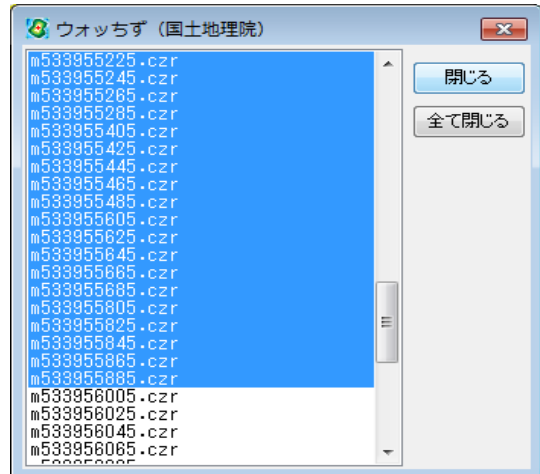 ウォッちず（国土地理院）
m533955225.czr
m533955245.czr
m533955265.czr
m533955285.czr
m533955405.czr
m533955425.czr
m533955445.czr
m533955465.czr
m533955485.czr
m533955605.czr
m533955625.czr
m533955645.czr
m533955665.czr
m533955685.czr
m533955805.czr
m533955825.czr
m533955845.czr
m533955865.czr
m533955885.czr
m533956005.czr
m533956025.czr
m533956045.czr
m533956065.czr
閉じる
全て閉じる